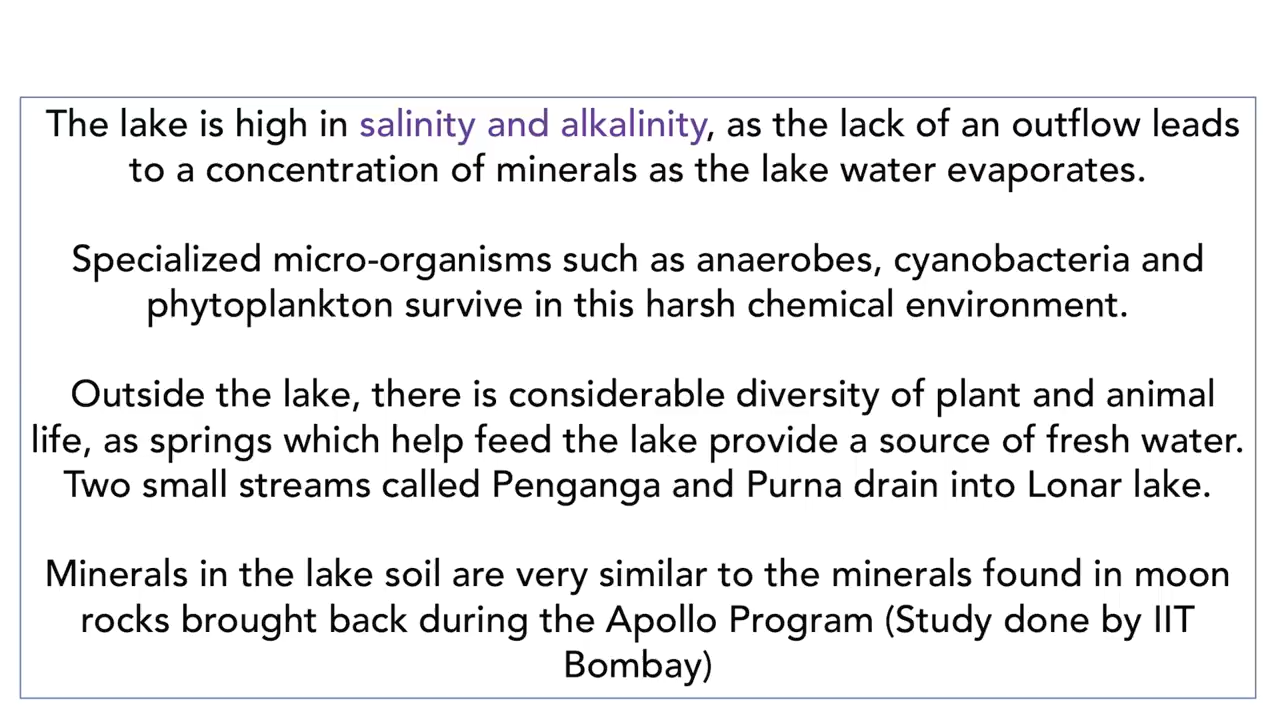 The lake is high in salinity and alkalinity, as the lack of an outflow leads
to a concentration of minerals as the lake water evaporates.
Specialized micro-organisms such as anaerobes, cyanobacteria and
phytoplankton survive in this harsh chemical environment.
Outside the lake, there is considerable diversity of plant and animal
life, as springs which help feed the lake provide a source of fresh water.
Two small streams called Penganga and Purna drain into Lonar lake.
Minerals in the lake soil are very similar to the minerals found in moon
rocks brought back during the Apollo Program (Study done by IIT
Bombay)